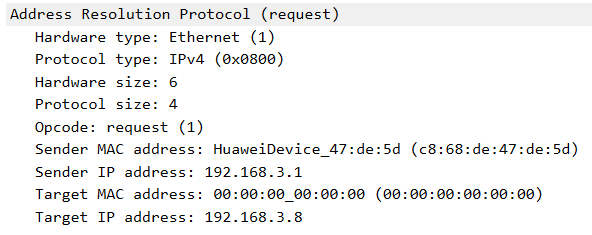 Address Resolution Protocol (request)
Hardware type: Ethernet (1)
Protocol type: IPv4 (0x0800)
Hardware size: 6
Protocol size: 4
Opcode: request (1)
Sender MAC address: HuaweiDevice_47:de:5d (c8:68:de:47:de:5d)
Sender IP address: 192.168.3.1
Target MAC address: 00:00:00_00:00:00 (00:00:00:00:00:00)
Target IP address: 192.168.3.8